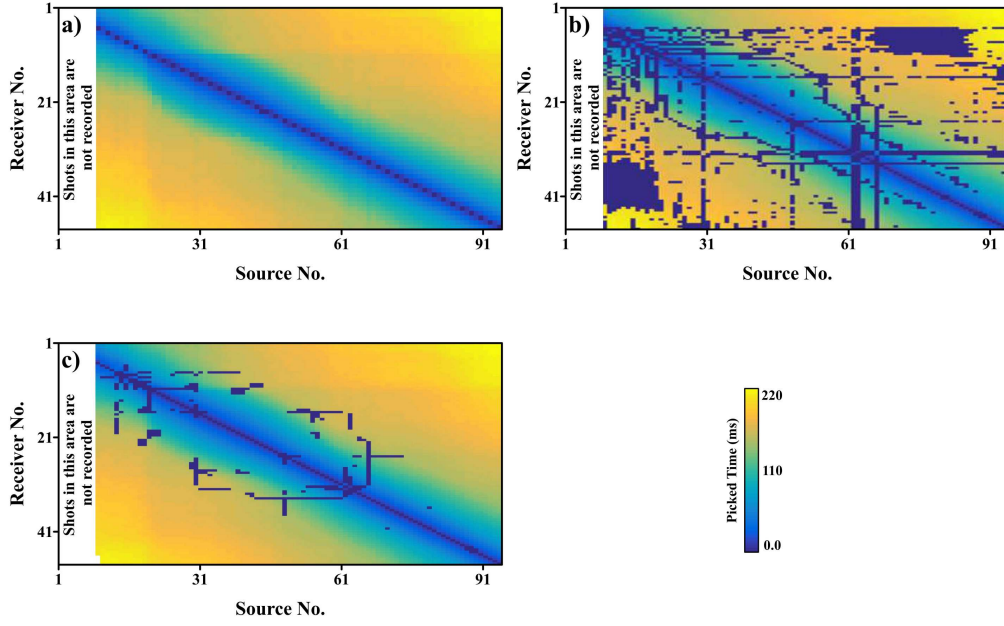 a)
1
21
41
Receiver No.
Shots in this area are
not recorded
1
31
61
91
Source No.
b)
1
21
41
Receiver No.
Shots in this area are
not recorded
1
31
61
91
Source No.
c)
1
21
41
Receiver No.
Shots in this area are
not recorded
1
31
61
91
Source No.
Picked Time (ms)
220
110
0.0